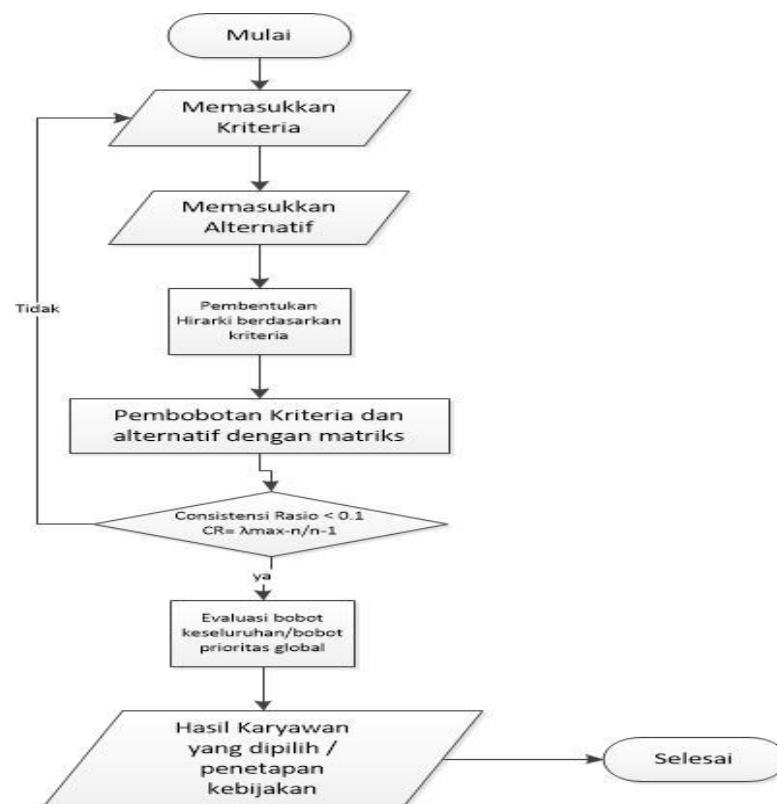 Mulai
Memasukkan
Kriteria
Memasukkan
Alternatif
Pembentukan
Hirarki berdasarkan
kriteria
Tidak
Pembobotan Kriteria dan
alternatif dengan matriks
Consistensi Rasio < 0.1
CR= λmax-n/n-1
ya
Evaluasi bobot
keseluruhan/bobot
prioritas global
Hasil Karyawan
yang dipilih /
penetapan
kebijakan
Selesai